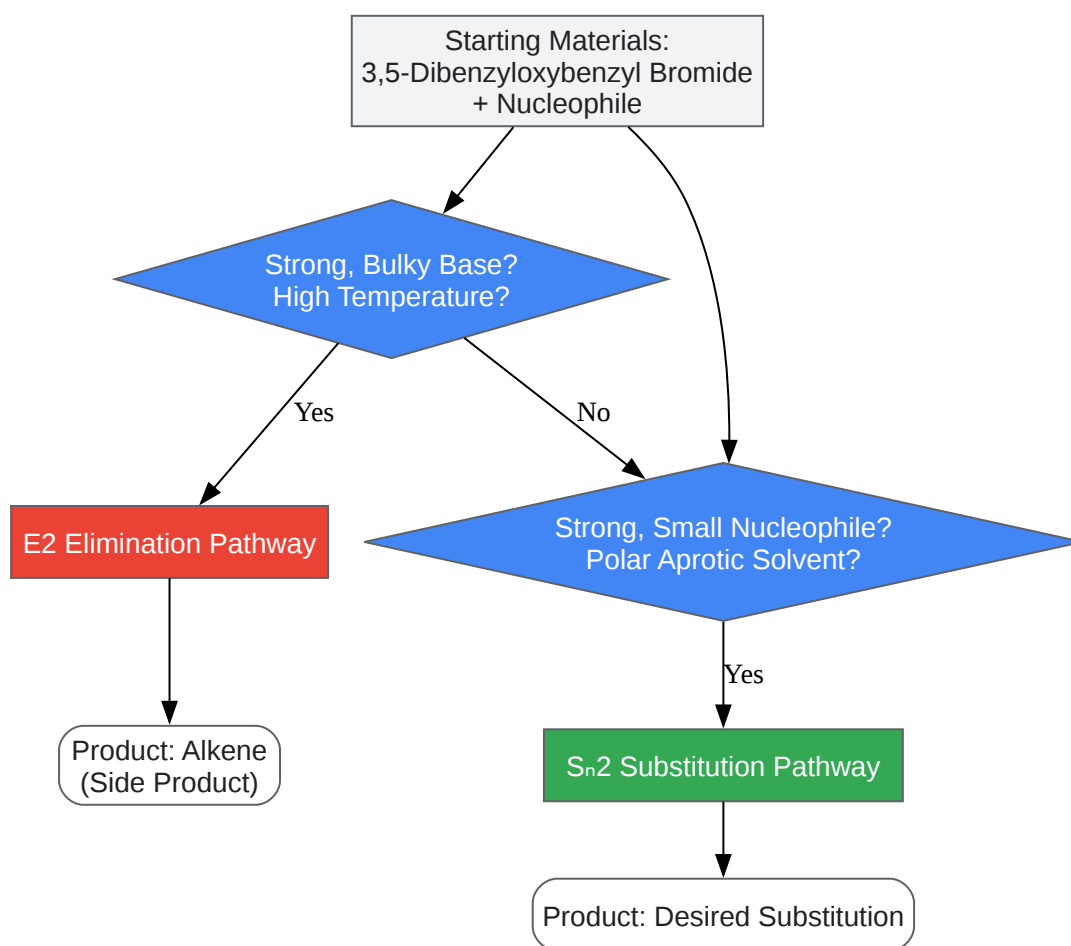 Starting Materials:
3,5-Dibenzyloxybenzyl Bromide
+ Nucleophile
Strong, Bulky Base?
High Temperature?
Yes
No
E2 Elimination Pathway
Strong, Small Nucleophile?
Polar Aprotic Solvent?
Yes
Product: Alkene
(Side Product)
Sₙ2 Substitution Pathway
Product: Desired Substitution